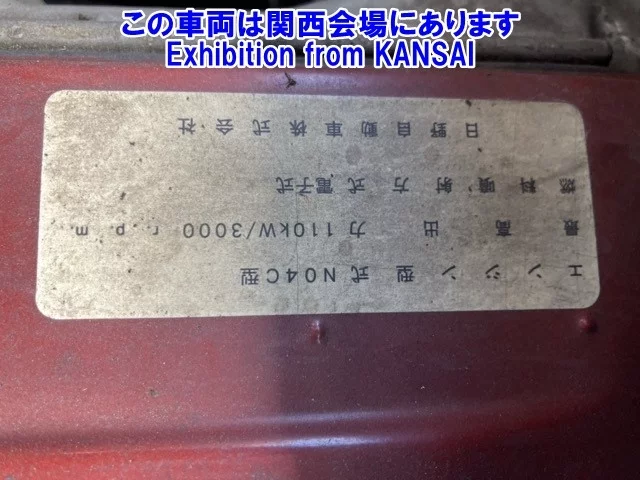 この車両は関西会場にあります
Exhibition from KANSAI
エンジン型式 N04C型
最高出力 110kW/3000 r.p.m
燃料噴射方式 電子式
日野自動車株式会社